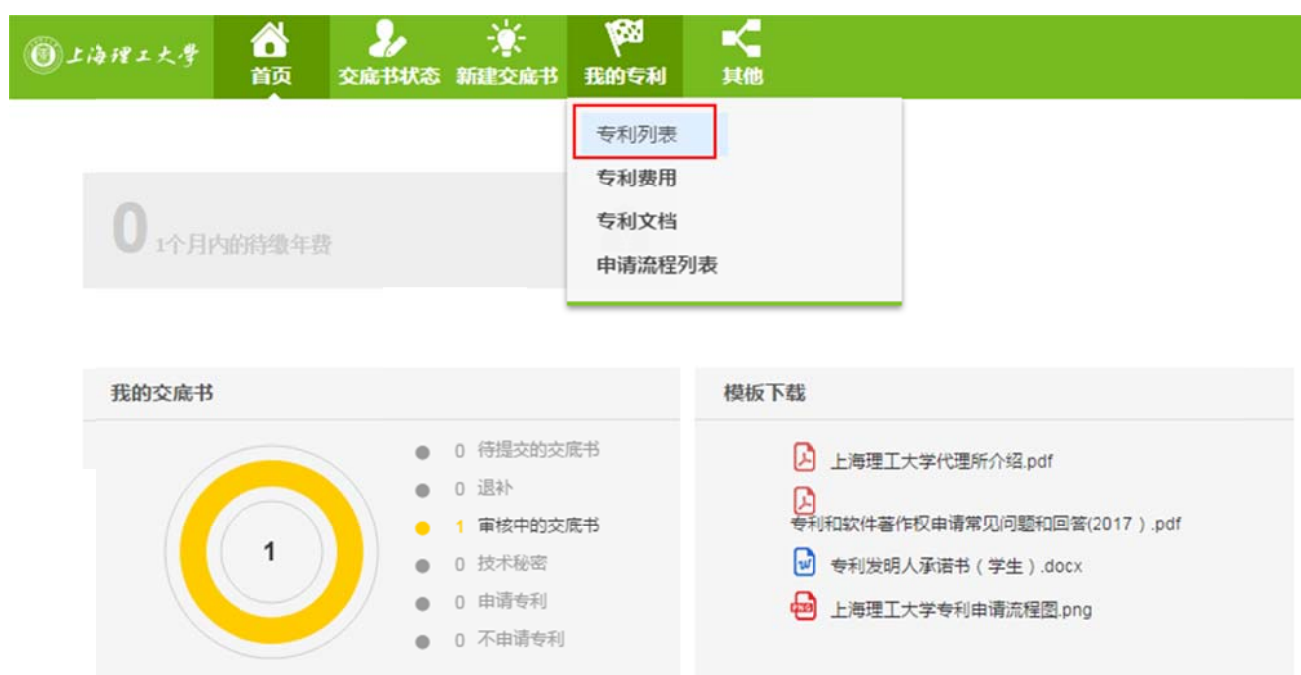 上海理工大学
首页
交底书状态
新建交底书
我的专利
其他
专利列表
专利费用
专利文档
申请流程列表
0 1个月内的待缴年费
我的交底书
1
0 待提交的交底书
0 退补
1 审核中的交底书
0 技术秘密
0 申请专利
0 不申请专利
模板下载
上海理工大学代理所介绍.pdf
专利和软件著作权申请常见问题和回答(2017）.pdf
专利发明人承诺书（学生）.docx
PNG
上海理工大学专利申请流程图.png